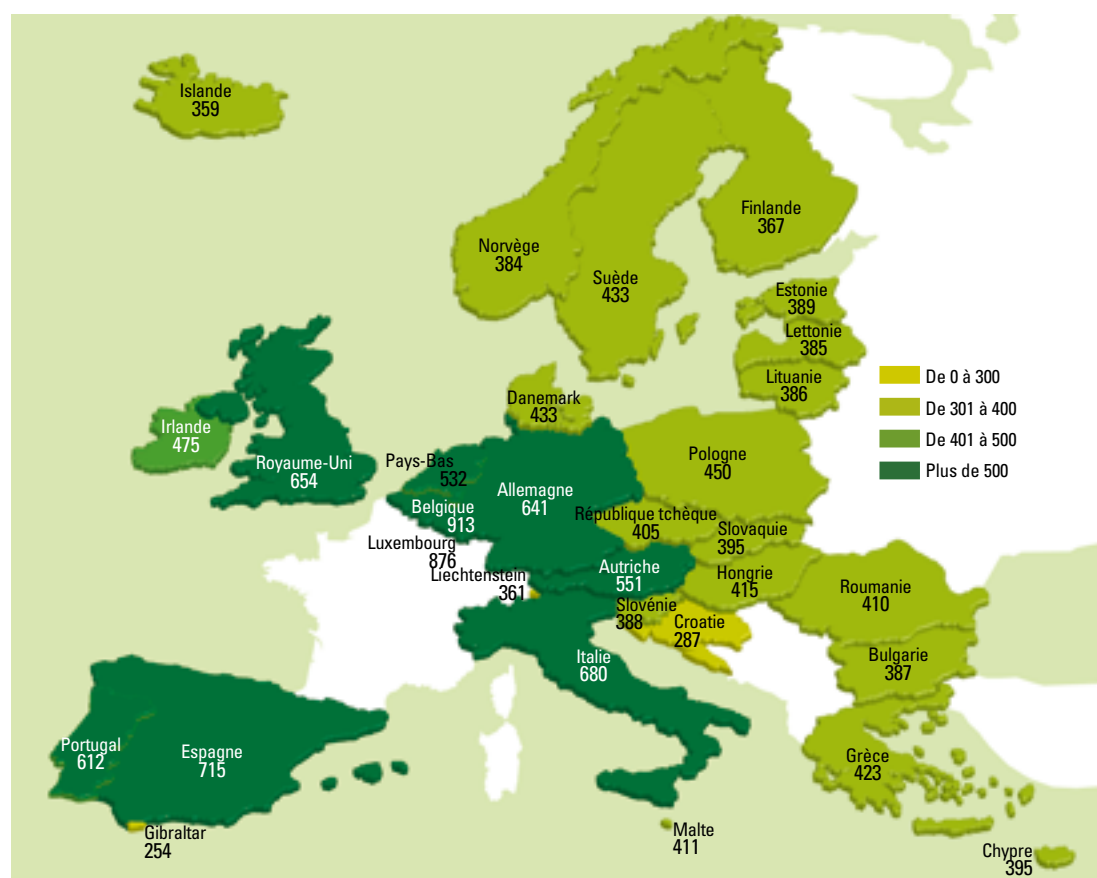 Islande
359
Finlande
367
Norvège
384
Suède
433
Estonie
389
Lettonie
385
Lituanie
386
De 0 à 300
De 301 à 400
De 401 à 500
Plus de 500
Danemark
433
Irlande
475
Royaume-Uni
654
Pays-Bas
532
Allemagne
641
Pologne
450
Belgique
913
République tchèque
405
Slovaquie
395
Luxembourg
876
Liechtenstein
361
Autriche
551
Hongrie
415
Roumanie
410
Slovénie
388
Croatie
287
Italie
680
Bulgarie
387
Portugal
612
Espagne
715
Grèce
423
Gibraltar
254
Malte
411
Chypre
395